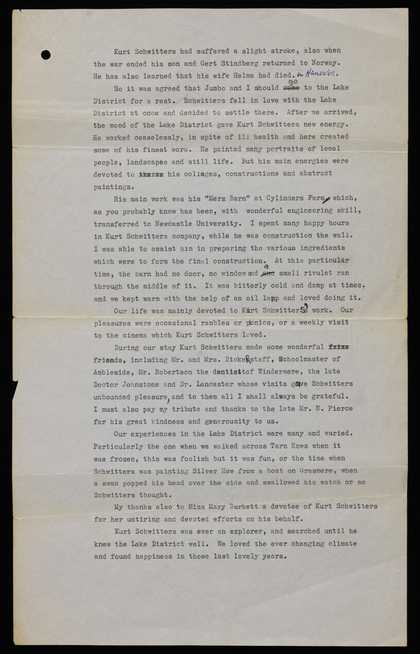 Kurt Schwitters had suffered a slight stroke, also when
the war ended his son and Gert Stindberg returned to Norway.
He has also learned that his wife Helma had died. in Hanover.
So it was agreed that Jumbo and I should go to the Lake
District for a rest. Schwitters fell in love with the Lake
District at once and decided to settle there. After we arrived,
the mood of the Lake District gave Kurt Schwitters new energy.
He worked ceaselessly, in spite of ill health and here created
some of his finest work. He painted many portraits of local
people, landscapes and still life. But his main energies were
devoted to his collages, constructions and abstract
paintings.
His main work was his "Merz Barn" at Cylinders Farm, which,
as you probably know has been, with wonderful engineering skill,
transferred to Newcastle University. I spent many happy hours
in Kurt Schwitters company, while he was construction the wall.
I was able to assist him in preparing the various ingredients
which were to form the final construction. At this particular
time, the barn had no door, no window and a small rivulet ran
through the middle of it. It was bitterly cold and damp at times,
and we kept warm with the help of an oil lamp and loved doing it.
Our life was mainly devoted to Kurt Schwitters' work. Our
pleasures were occasional rambles or picnics, or a weekly visit
to the cinema which Kurt Schwitters loved.
During our stay Kurt Schwitters made some wonderful
friends, including Mr. and Mrs. Bickerstaff, Schoolmaster of
Ambleside, Mr. Robertson the dentist of Windermere, the late
Doctor Johnstone and Dr. Lancaster whose visits gave Schwitters
unbounded pleasure, and to them all I shall always be grateful.
I must also pay my tribute and thanks to the late Mr. H. Pierce
for his great kindness and generousity to us.
Our experiences in the Lake District were many and varied.
Particularly the one when we walked across Tarn Hows when it
was frozen, this was foolish but it was fun, or the time when
Schwitters was painting Silver How from a boat on Grasmere, when
a swan popped his head over the side and swallowed his watch or so
Schwitters thought.
My thanks also to Miss Mary Burkett a devotee of Kurt Schwitters
for her untiring and devoted efforts on his behalf.
Kurt Schwitters was ever an explorer, and searched until he
knew the Lake District well. He loved the ever changing climate
and found happiness in those last lovely years.